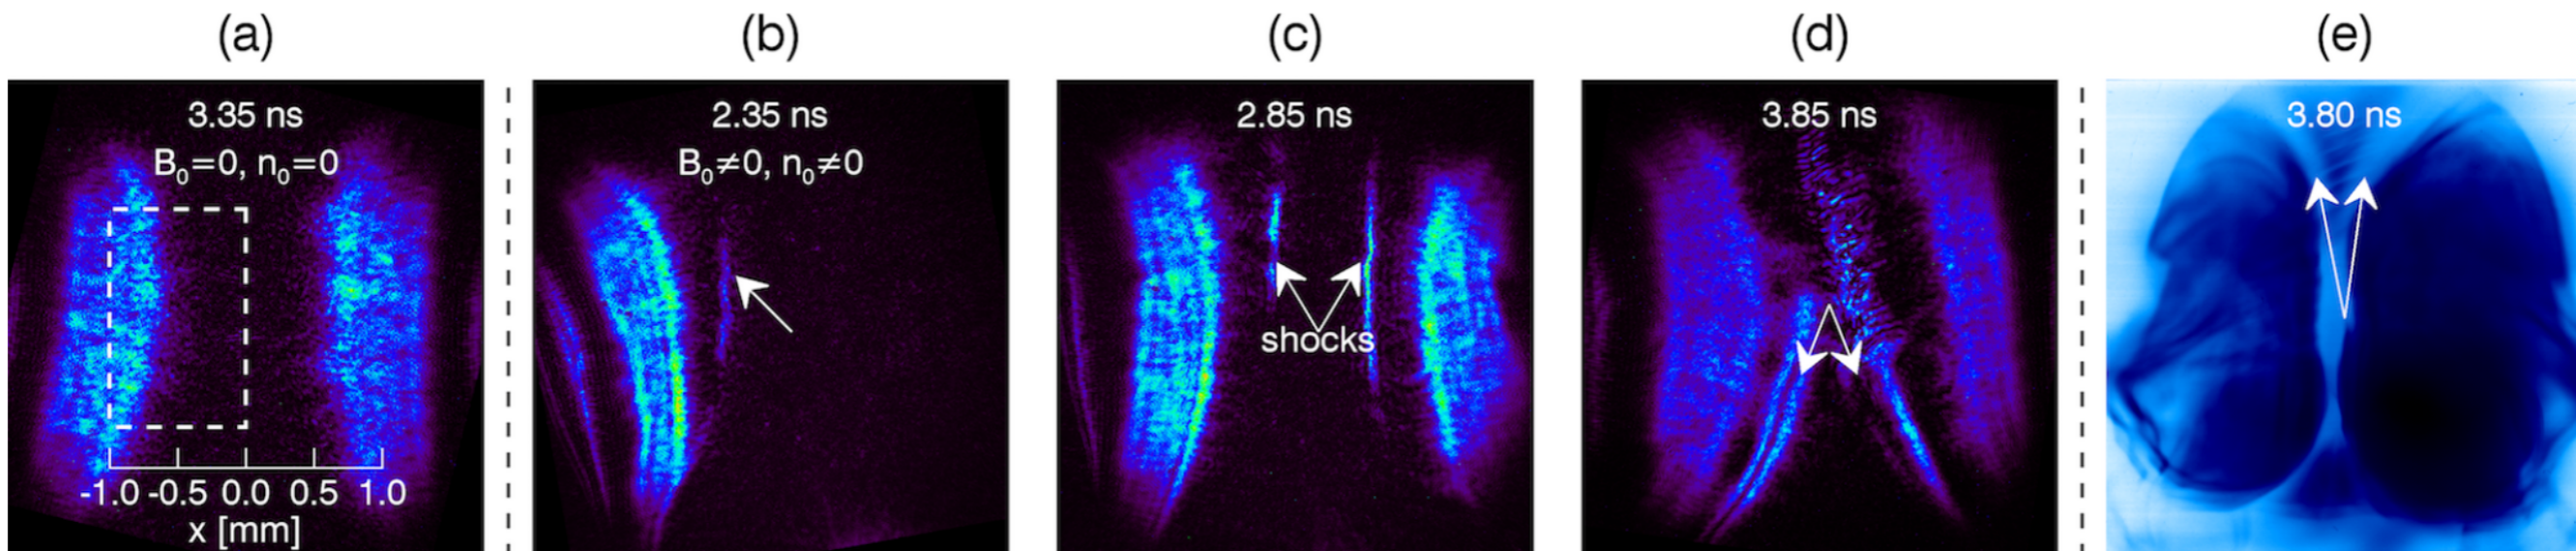 (a)
(b)
(c)
(d)
(e)
3.35 ns
B₀=0, n₀=0
-1.0 -0.5 0.0 0.5 1.0
x [mm]
2.35 ns
B₀≠0, n₀≠0
2.85 ns
shocks
3.85 ns
3.80 ns